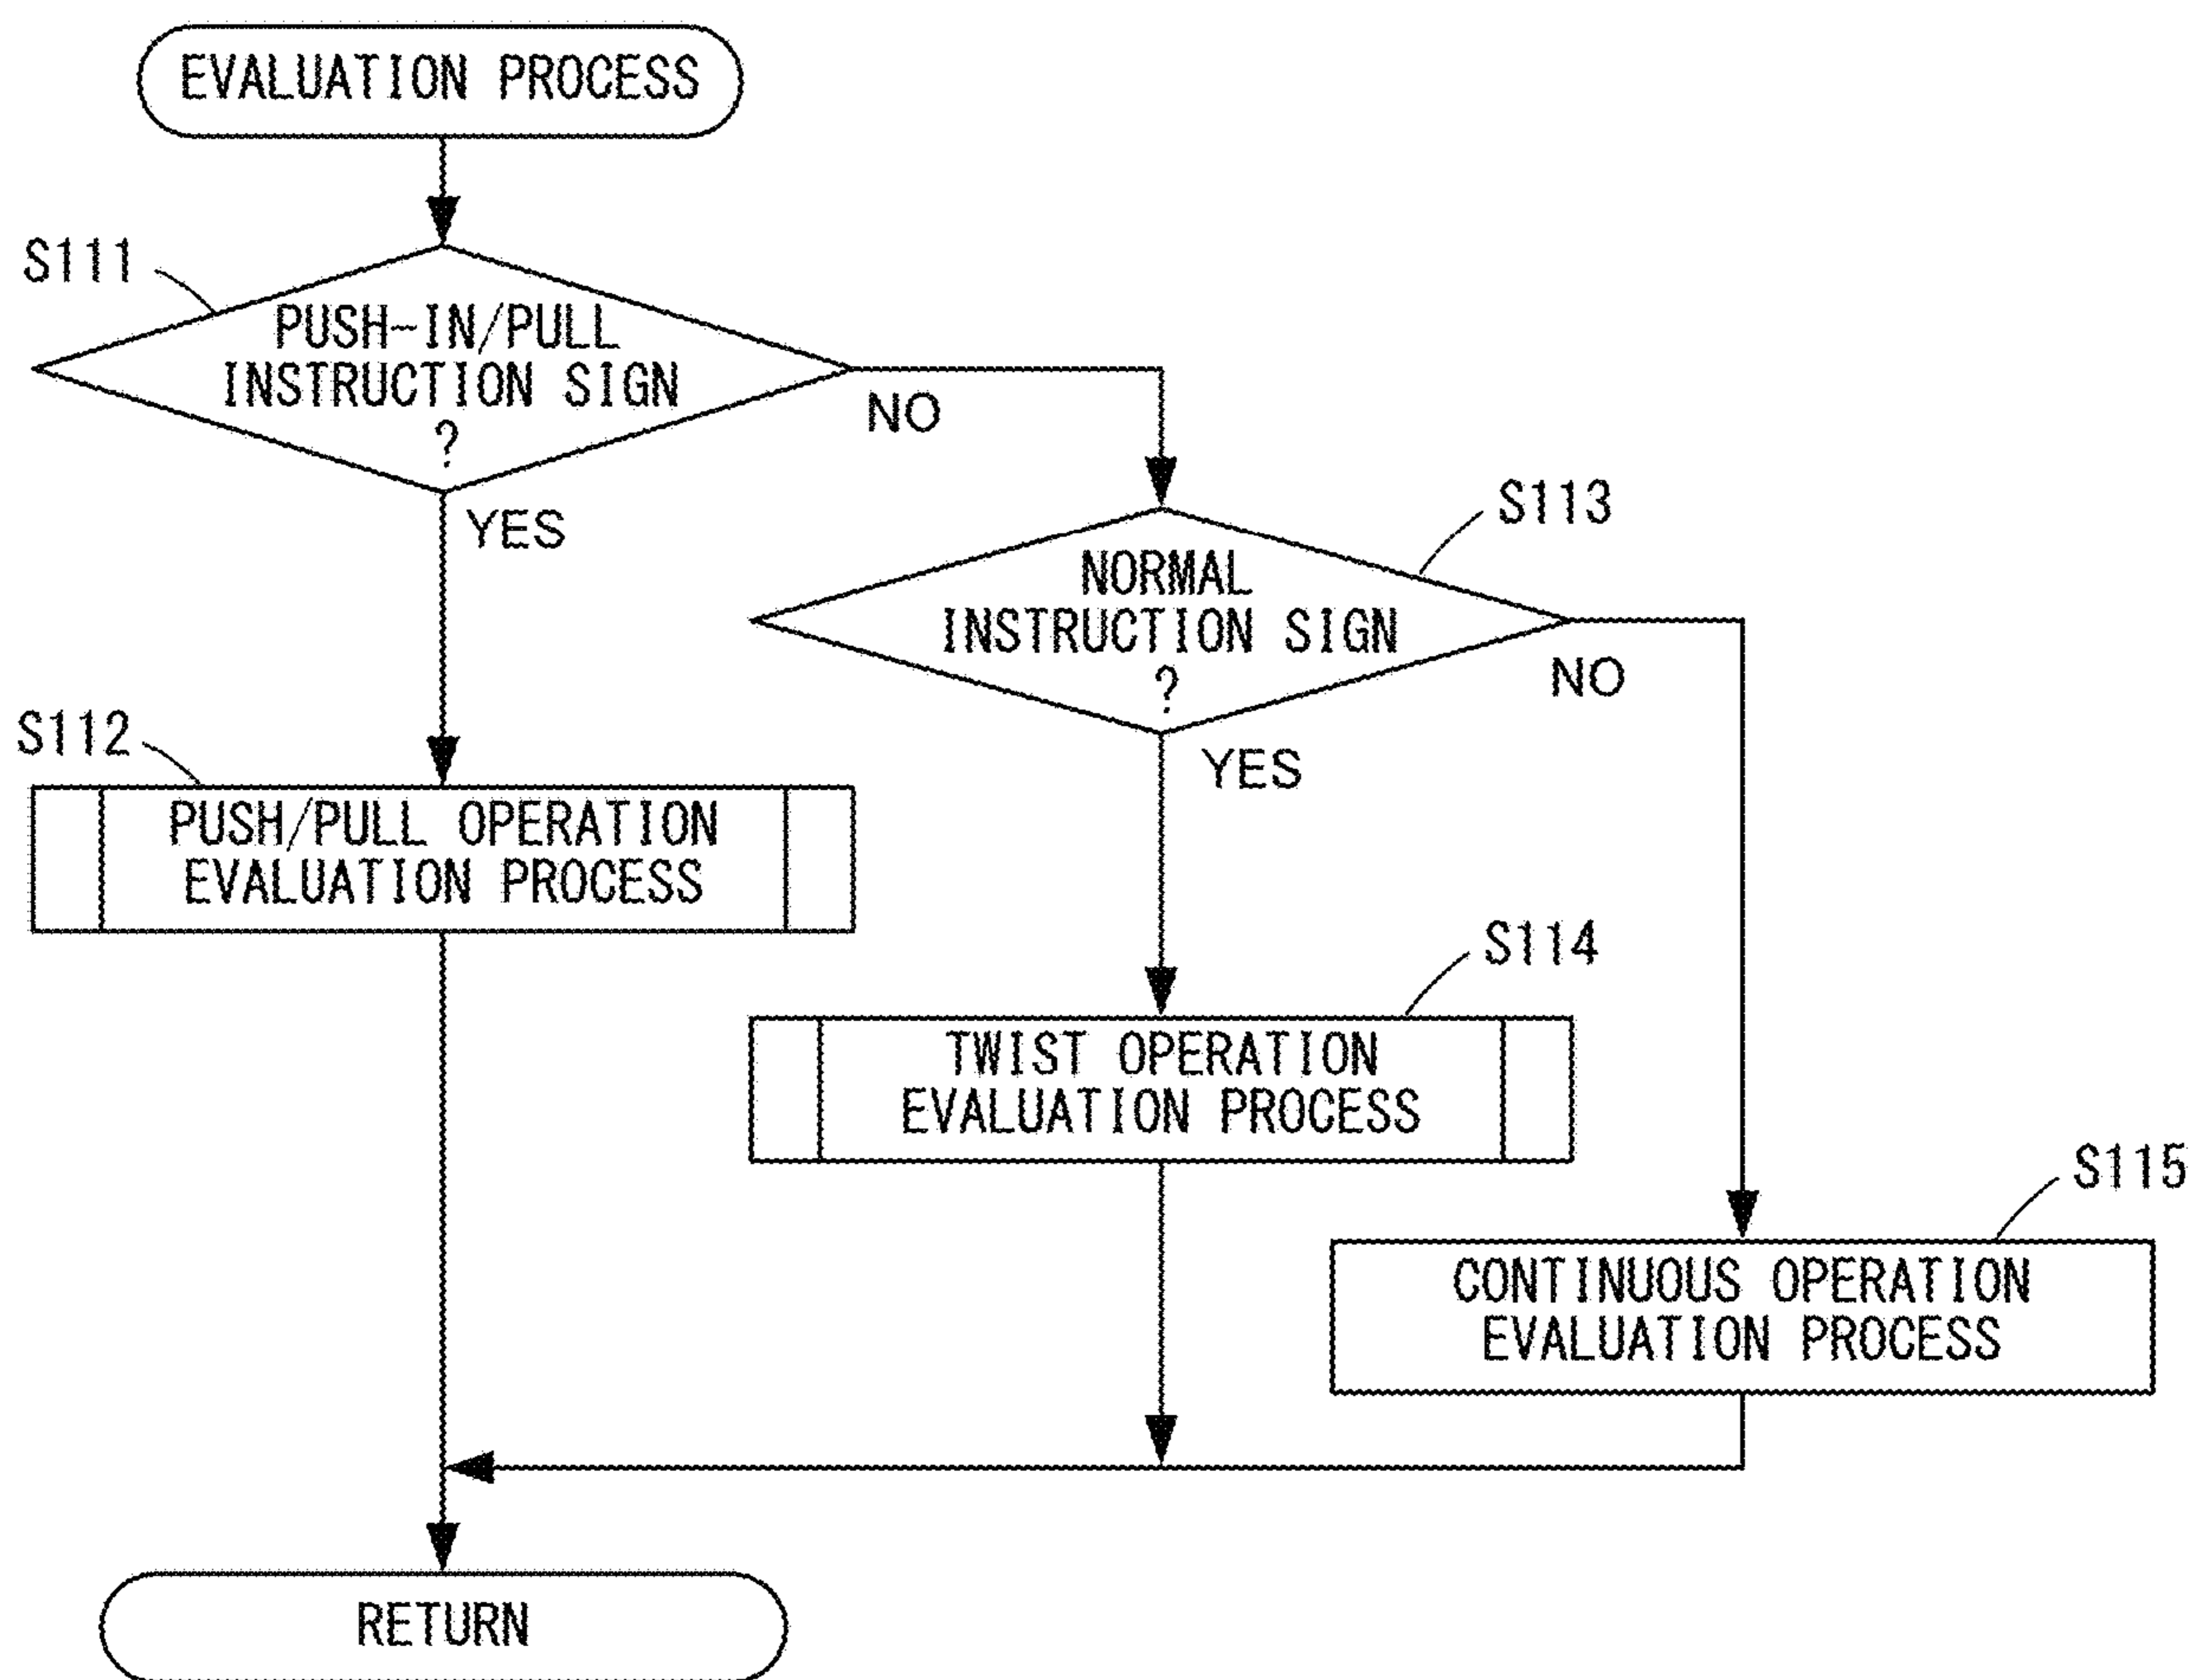 EVALUATION PROCESS
S111
PUSH-IN/PULL
INSTRUCTION SIGN
?
NO
YES
S113
NORMAL
INSTRUCTION SIGN
?
NO
YES
S112
PUSH/PULL OPERATION
EVALUATION PROCESS
S114
TWIST OPERATION
EVALUATION PROCESS
S115
CONTINUOUS OPERATION
EVALUATION PROCESS
RETURN